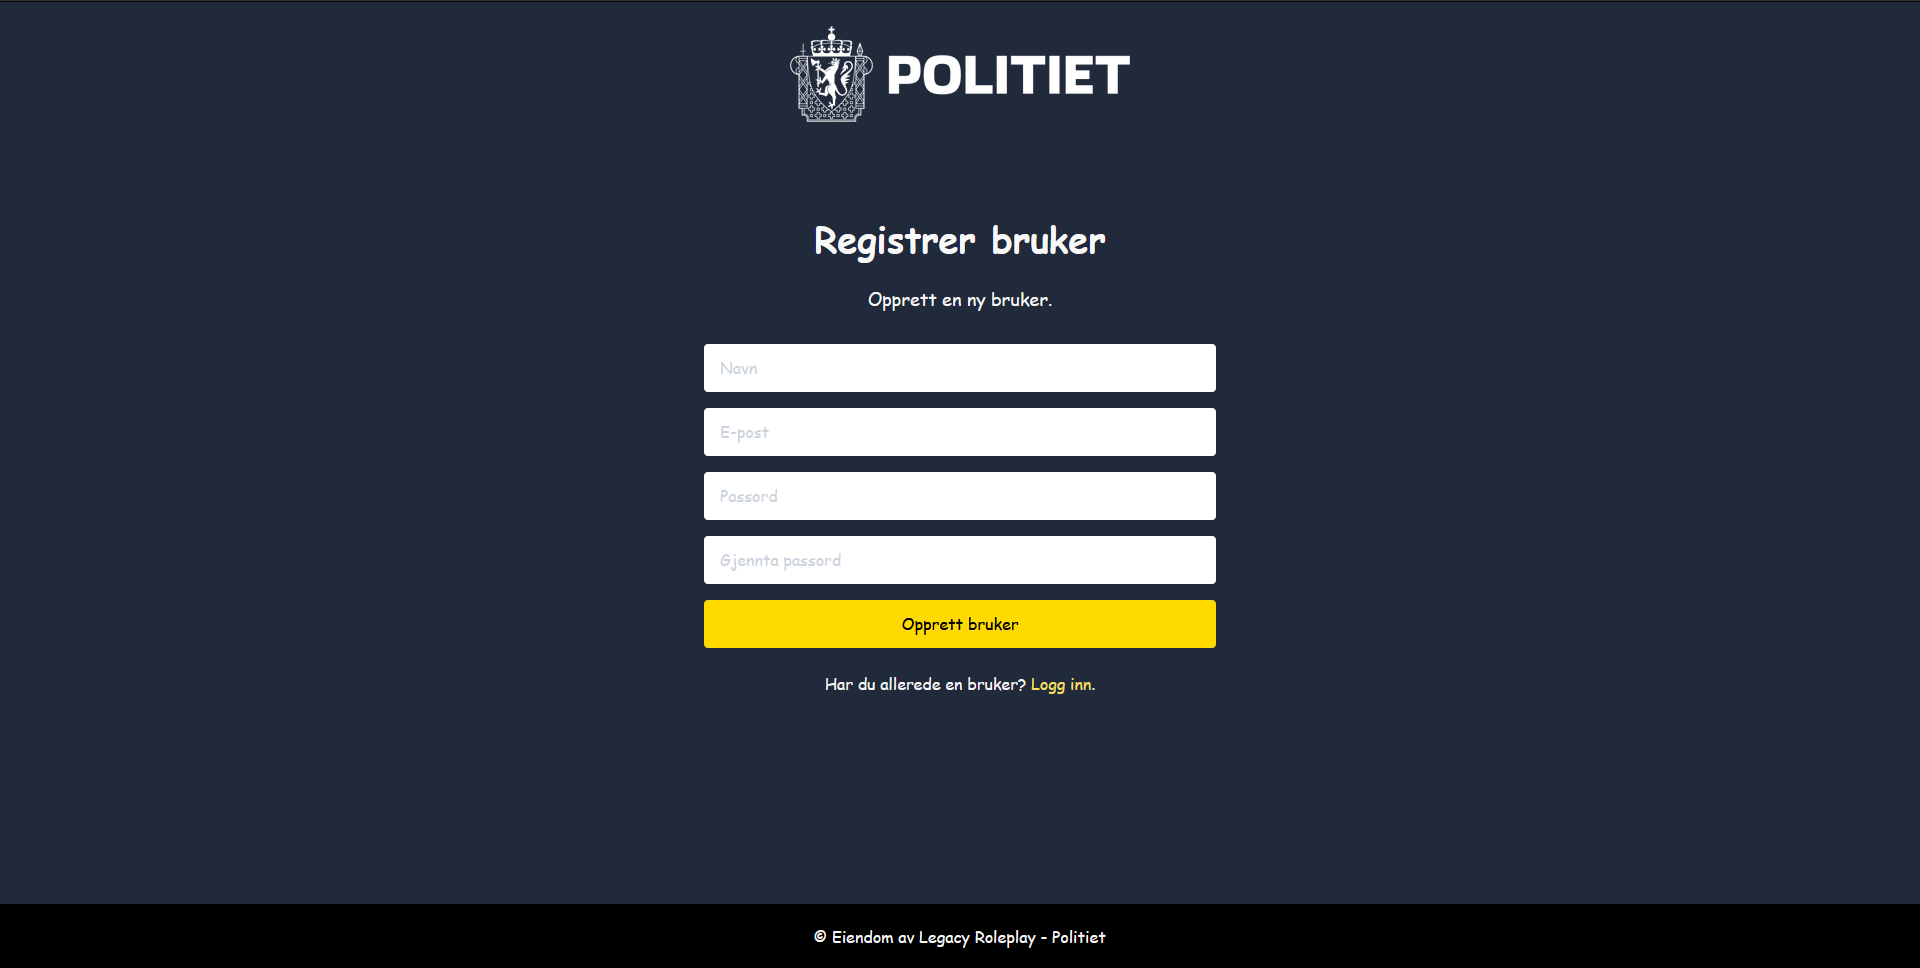 POLITIET
Registrer bruker
Opprett en ny bruker.
Navn
E-post
Passord
Gjennta passord
Opprett bruker
Har du allerede en bruker? Logg inn.
© Eiendom av Legacy Roleplay - Politiet